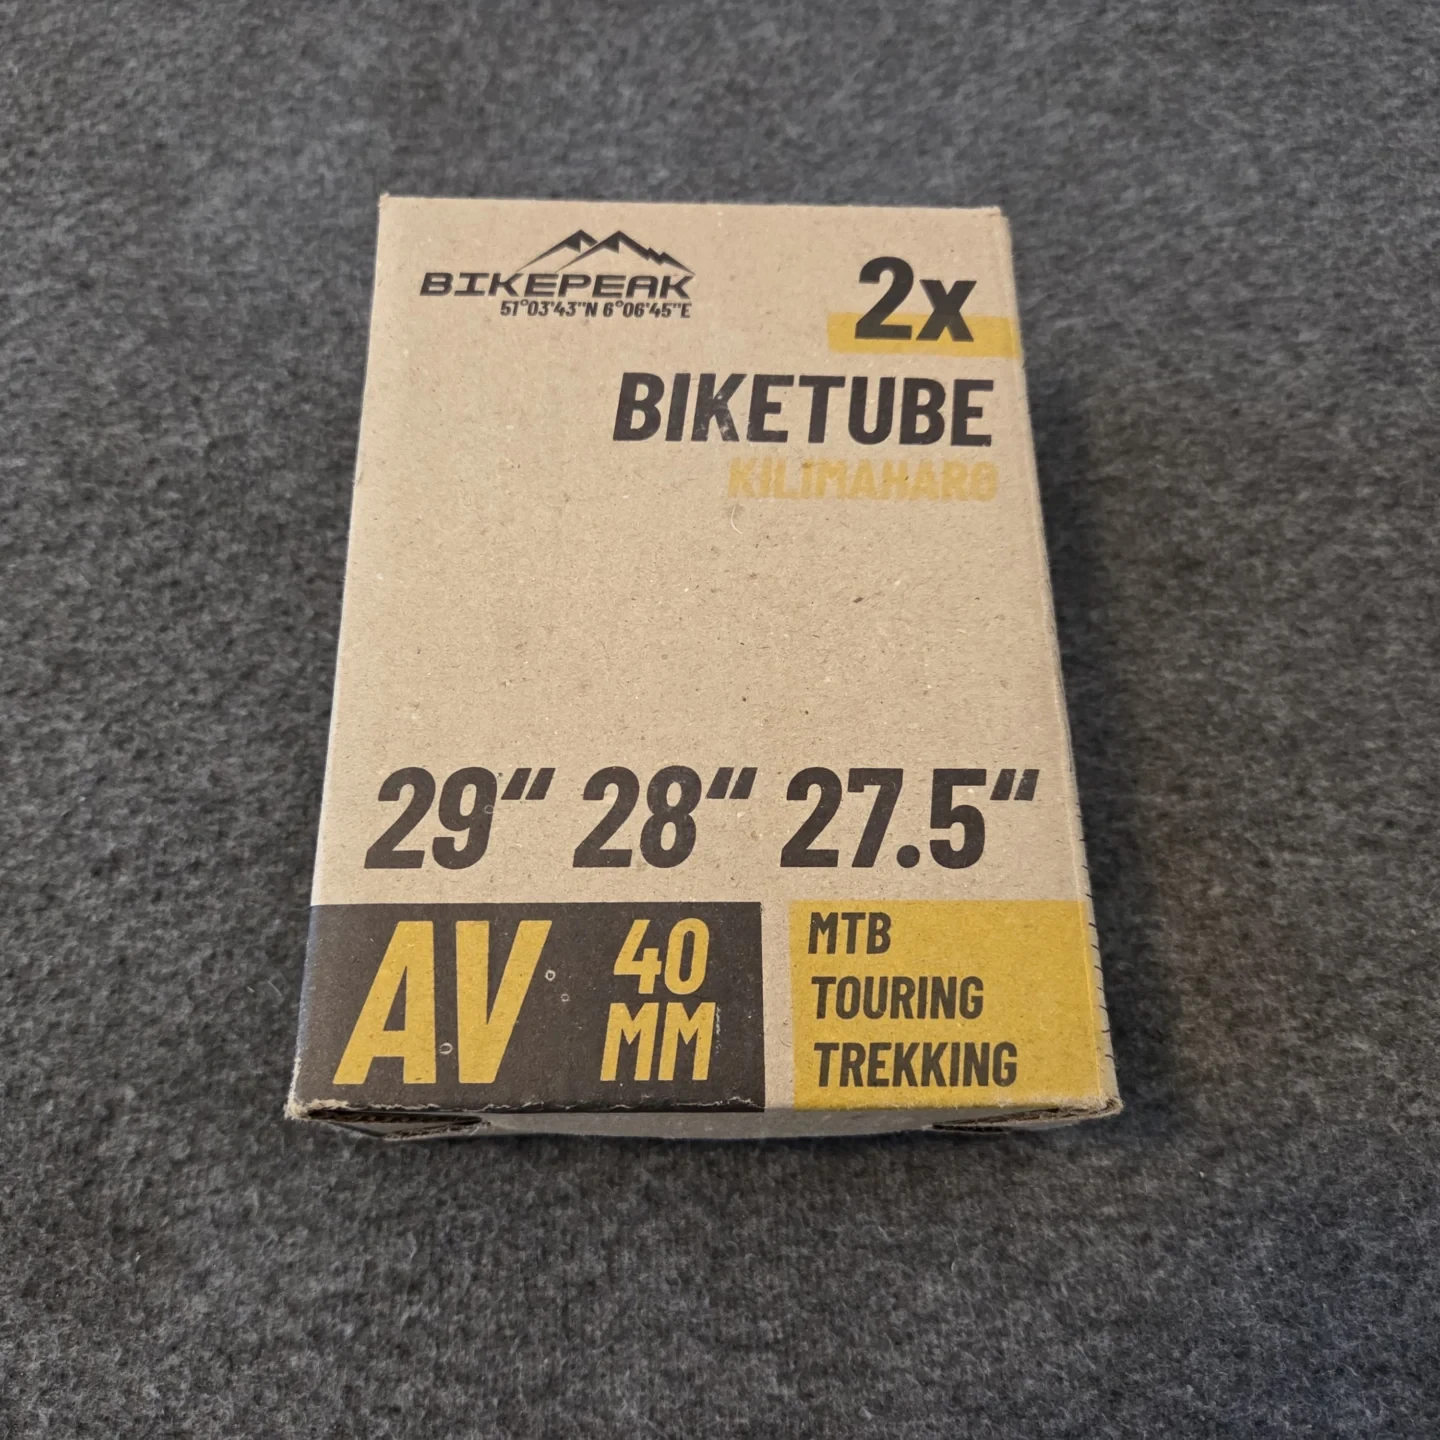 BIKEPEAK
51°03'43"N 6°06'45"E
2x
BIKETUBE
KILIMAHARO
29“ 28“ 27.5“
AV
40
MM
MTB
TOURING
TREKKING